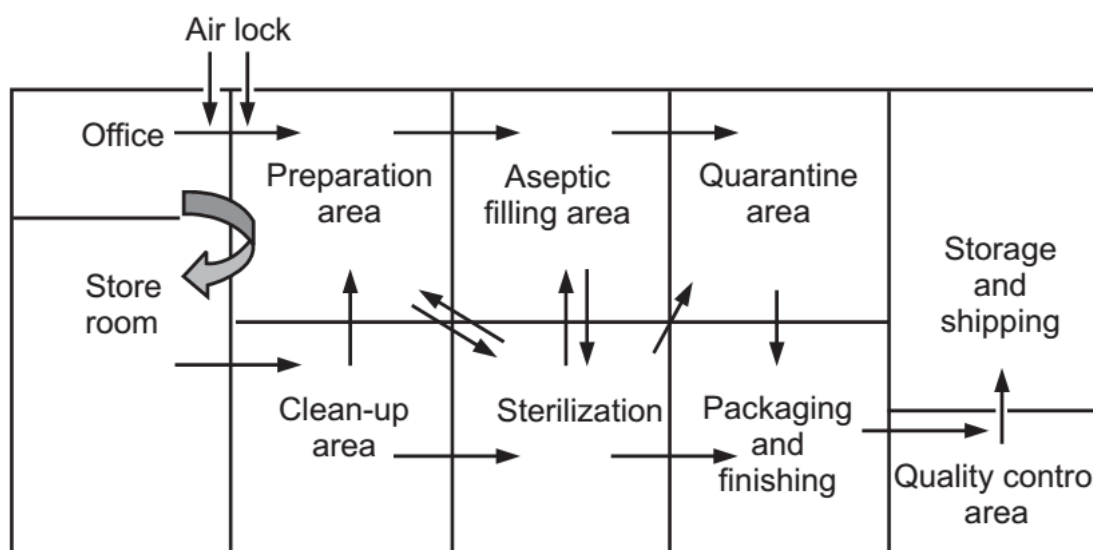 Air lock
Office
Preparation
area
Aseptic
filling area
Quarantine
area
Storage
and
shipping
Store
room
Clean-up
area
Sterilization
Packaging
and
finishing
Quality contro
area